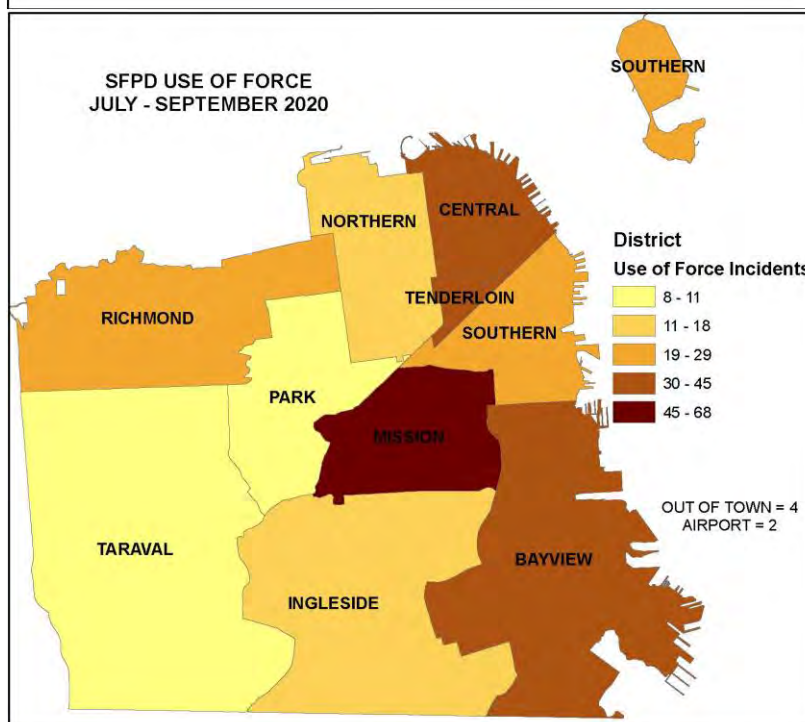 SFPD USE OF FORCE
JULY - SEPTEMBER 2020
SOUTHERN
NORTHERN
CENTRAL
District
Use of Force Incidents
8 - 11
11 - 18
19 - 29
30 - 45
45 - 68
RICHMOND
TENDERLOIN
SOUTHERN
PARK
MISSION
OUT OF TOWN = 4
AIRPORT = 2
TARAVAL
BAYVIEW
INGLESIDE